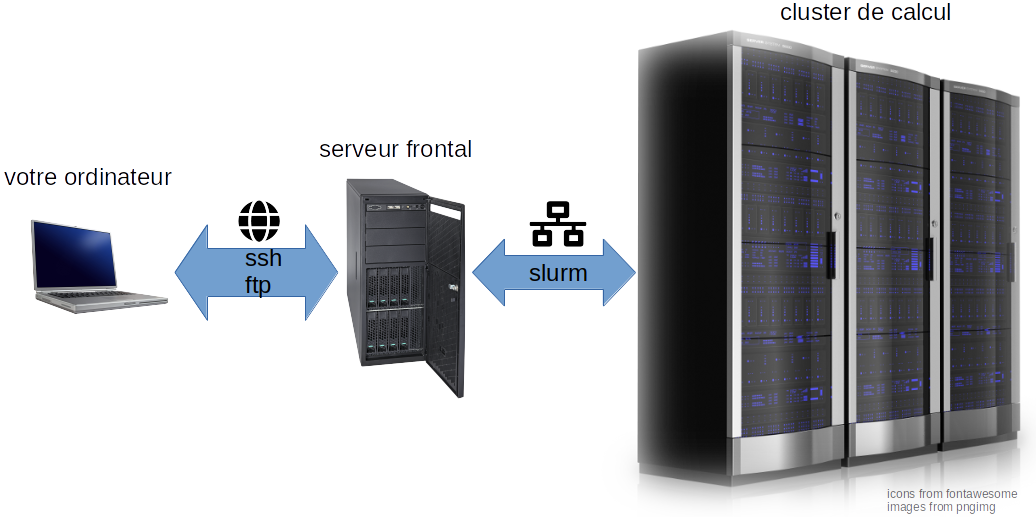 cluster de calcul
serveur frontal
votre ordinateur
ssh
ftp
slurm
icons from fontawesome
images from pngimg